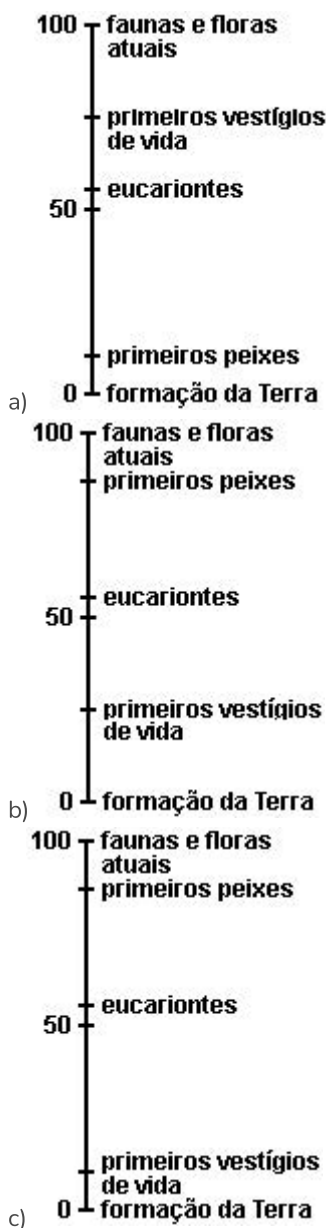 100 faunas e floras
atuais
primeiros vestígios
de vida
eucariontes
50
primeiros peixes
a) 0 formação da Terra
100 faunas e floras
atuais
primeiros peixes
eucariontes
50
primeiros vestígios
de vida
b) 0 formação da Terra
100 faunas e floras
atuais
primeiros peixes
eucariontes
50
primeiros vestígios
de vida
c) 0 formação da Terra